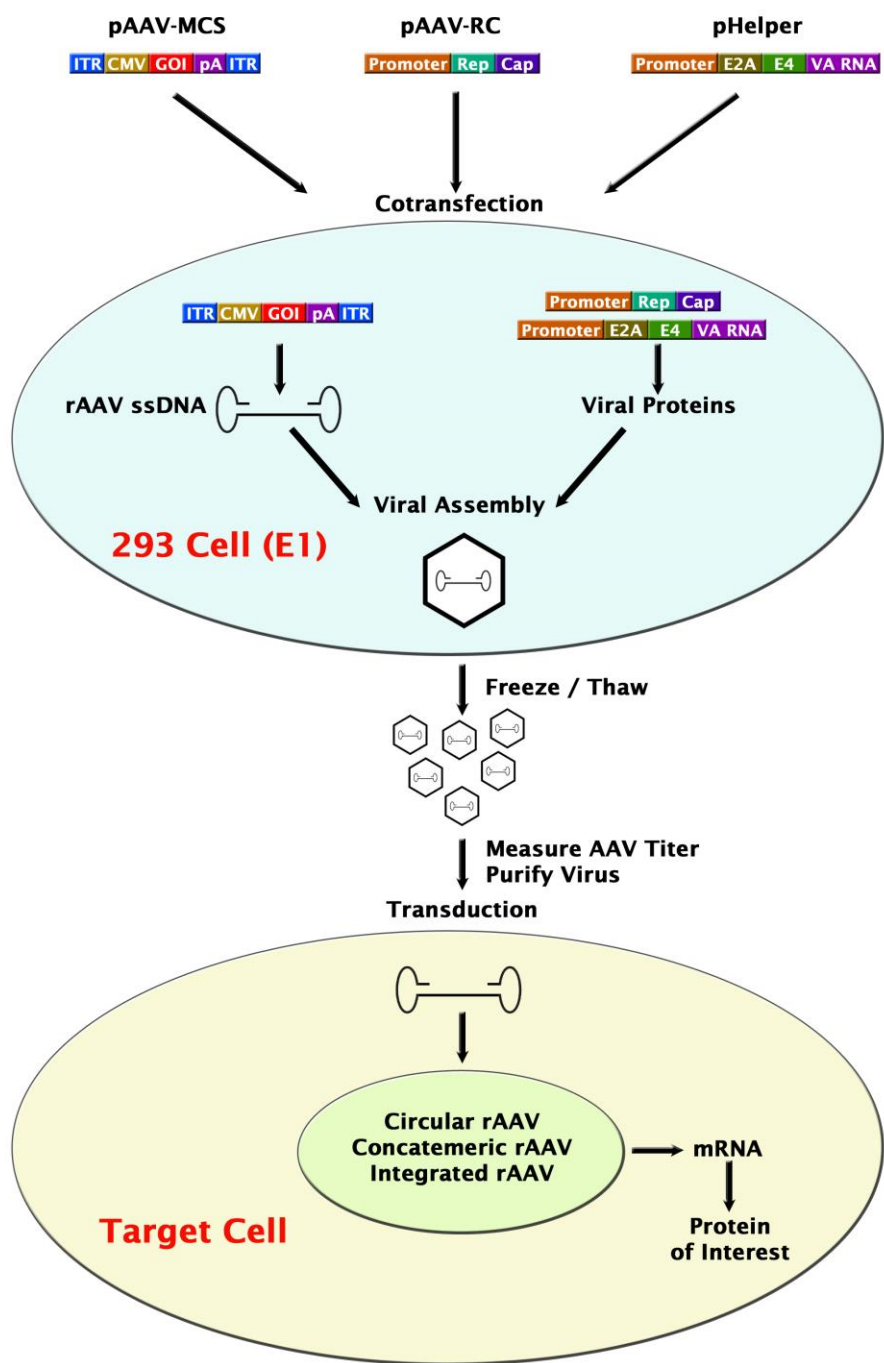 pAAV-MCS
pAAV-RC
pHelper
ITR CMV GOI pA ITR
Promoter Rep Cap
Promoter E2A E4 VA RNA
Cotransfection
ITR CMV GOI pA ITR
Promoter Rep Cap
Promoter E2A E4 VA RNA
rAAV ssDNA
Viral Proteins
Viral Assembly
293 Cell (E1)
Freeze / Thaw
Measure AAV Titer
Purify Virus
Transduction
Circular rAAV
Concatemeric rAAV
Integrated rAAV
mRNA
Protein
of Interest
Target Cell